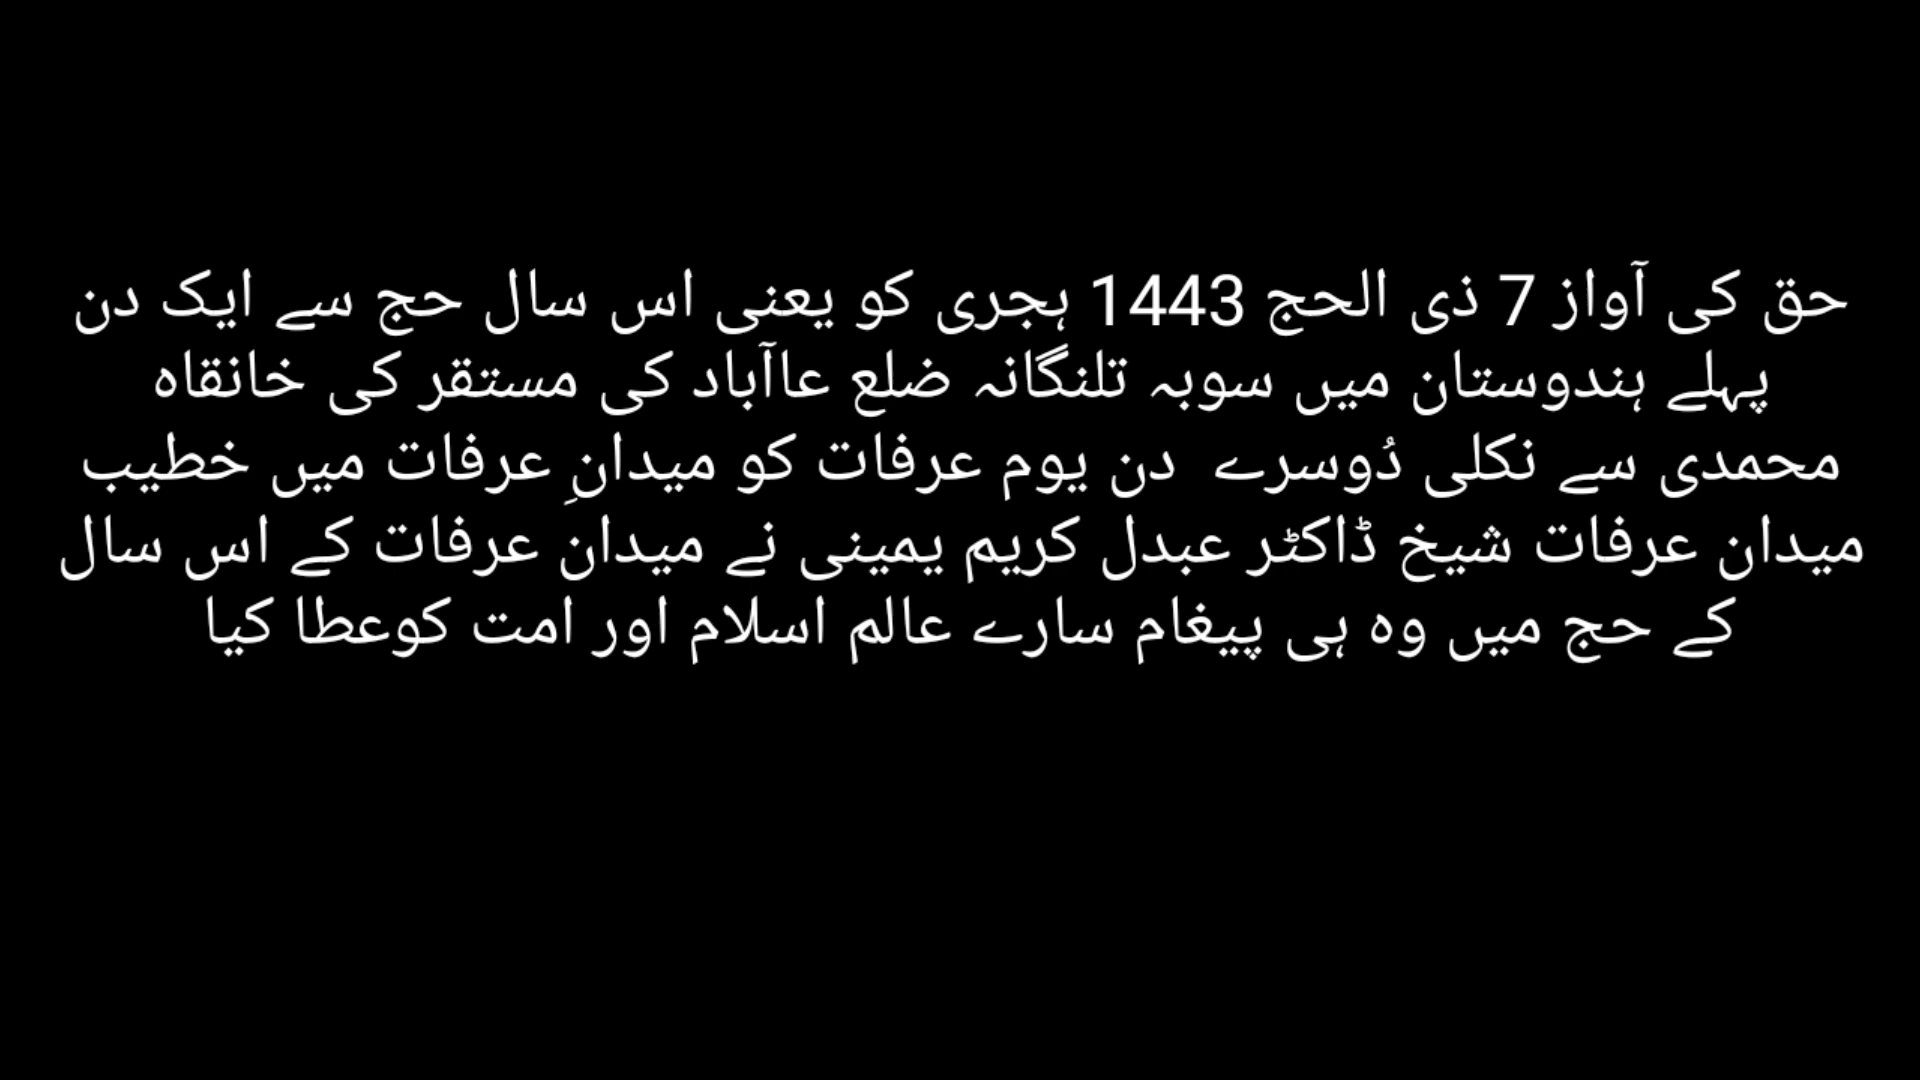 حق کی آواز 7 ذی الحج 1443 ہجری کو یعنی اس سال حج سے ایک دن
پہلے ہندوستان میں سوبہ تلنگانہ ضلع عاآباد کی مستقر کی خانقاہ
محمدی سے نکلی دُوسرے دن یوم عرفات کو میدانِ عرفات میں خطیب
میدان عرفات شیخ ڈاکٹر عبدل کریم یمینی نے میدان عرفات کے اس سال
کے حج میں وہ ہی پیغام سارے عالم اسلام اور امت کوعطا کیا